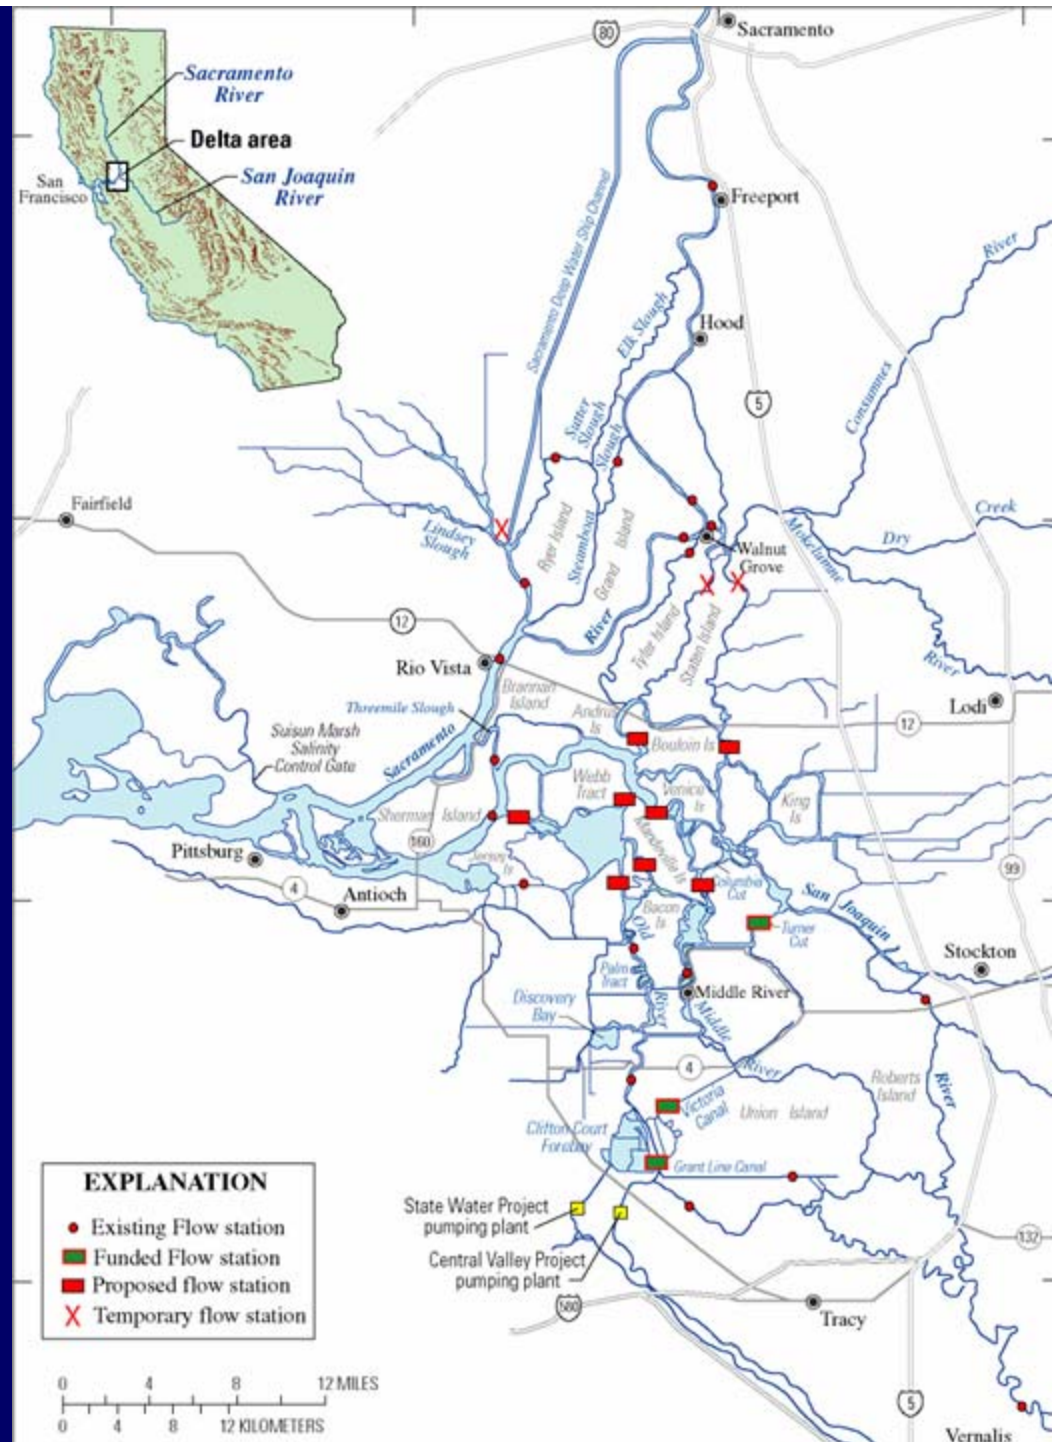 80
Sacramento
Sacramento
River
Delta area
San
Francisco
San Joaquin
River
Freeport
Sacramento Deep Water Ship Channel
River
Elk Slough
Hood
5
Consumnes
Sutter
Slough
Slough
Fairfield
Lindsey
Slough
Ryer Island
Steamboat
Grand Island
Walnut
Grove
Mokelumne
Dry
Creek
12
River
Tyler Island
Staten Island
River
Rio Vista
Brannan
Island
Lodi
Threemile Slough
Andrus
Is
12
Suisun Marsh
Salinity
Control Gate
Sacramento
Bouloin Is
Webb
Tract
Venice
Is
King
Is
Sherman Island
Mandeville Is
160
Pittsburg
Jersey
Is
99
4
Antioch
Columbia
Cut
San Joaquin
Bacon
Is
Turner
Cut
Old
Stockton
Palm
Tract
Middle River
Discovery
Bay
River
Middle
4
River
Roberts
Island
River
Victoria
Canal
Union Island
Clifton Court
Forebay
Grant Line Canal
EXPLANATION
Existing Flow station
Funded Flow station
Proposed flow station
Temporary flow station
State Water Project
pumping plant
Central Valley Project
pumping plant
132
580
Tracy
0 4 8 12 MILES
0 4 8 12 KILOMETERS
5
Vernalis